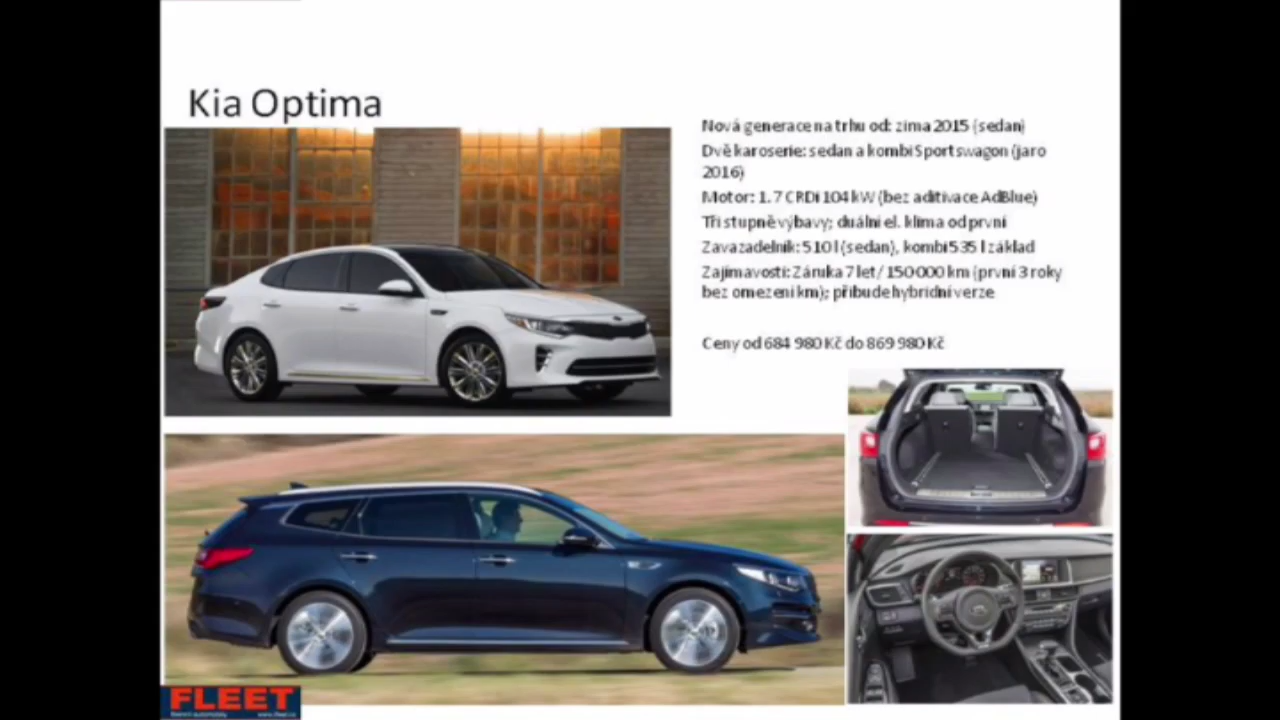 Kia Optima
Nová generace na trhu od: zima 2015 (sedan)
Dvě karoserie: sedan a kombi Sportswagon (jaro
2016)
Motor: 1.7 CRDi 104 kW (bez aditivace AdBlue)
Tři stupně výbavy; duální el. klima od první
Zavazadelník: 510 l (sedan), kombi 535 l základ
Zajímavosti: Záruka 7 let/ 150 000 km (první 3 roky
bez omezení km); přibude hybridní verze
Ceny od 684 980 Kč do 869 980 Kč
FLEET